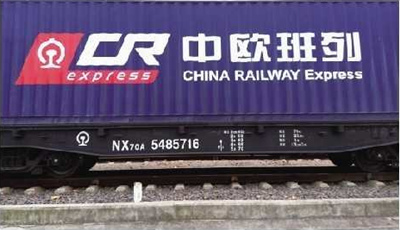 CR
express
中欧班列
CHINA RAILWAY Express
NX70A 5485716